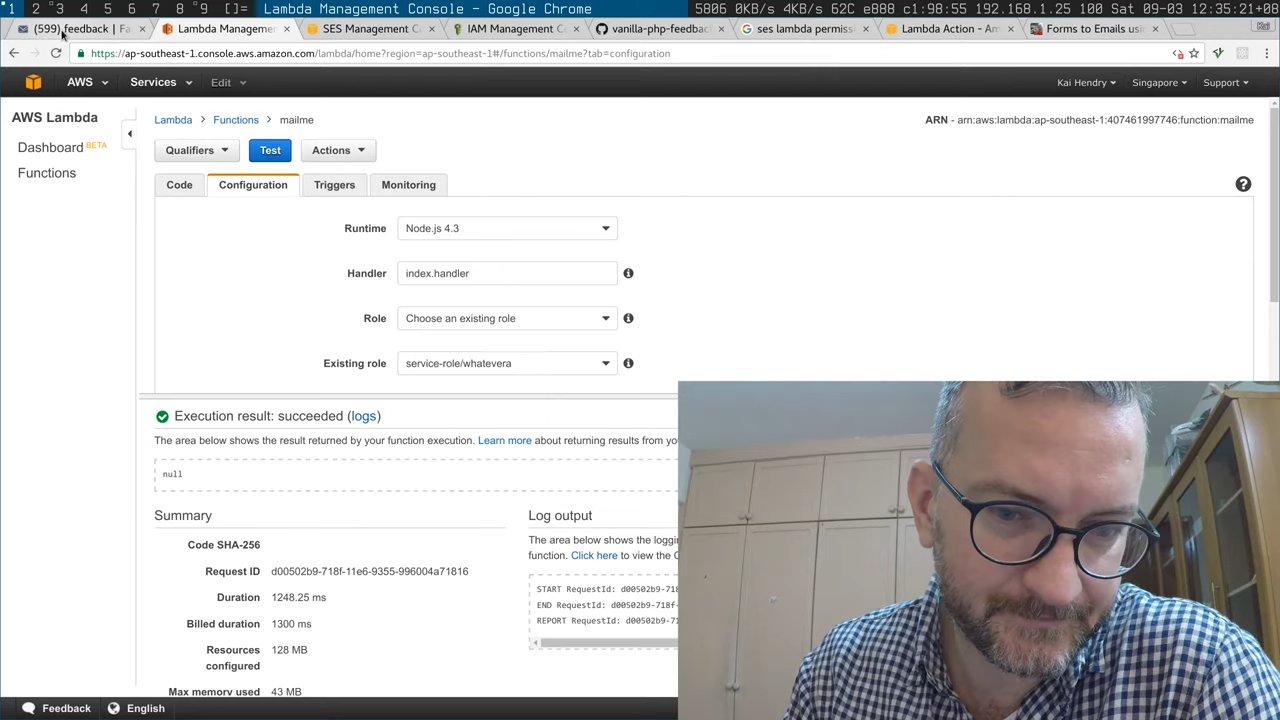 1 2 3 4 5 6 7 8 9 []= Lambda Management Console - Google Chrome 5006 0KB/s 4KB/s 62C e888 c1:98:55 192.168.1.25 100 Sat 09-03 12:35:21+08
(599) feedback | Fa × Lambda Manageme × SES Management C × IAM Management C × vanilla-php-feedba × ses lambda permiss × Lambda Action - Am × Forms to Emails usin × Kai
https://ap-southeast-1.console.aws.amazon.com/lambda/home?region=ap-southeast-1#/functions/mailme?tab=configuration
AWS Services Edit Kai Hendry Singapore Support
AWS Lambda
Dashboard BETA
Functions
Lambda > Functions > mailme
ARN - arn:aws:lambda:ap-southeast-1:407461997746:function:mailme
Qualifiers Test Actions
Code Configuration Triggers Monitoring
Runtime Node.js 4.3
Handler index.handler
Role Choose an existing role
Existing role service-role/whatevera
Execution result: succeeded (logs)
The area below shows the result returned by your function execution. Learn more about returning results from yo
null
Summary
Code SHA-256
Request ID d00502b9-718f-11e6-9355-996004a71816
Duration 1248.25 ms
Billed duration 1300 ms
Resources configured 128 MB
Max memory used 43 MB
Log output
The area below shows the loggin
function. Click here to view the C
START RequestId: d00502b9-718
END RequestId: d00502b9-718f-
REPORT RequestId: d00502b9-7
Feedback English